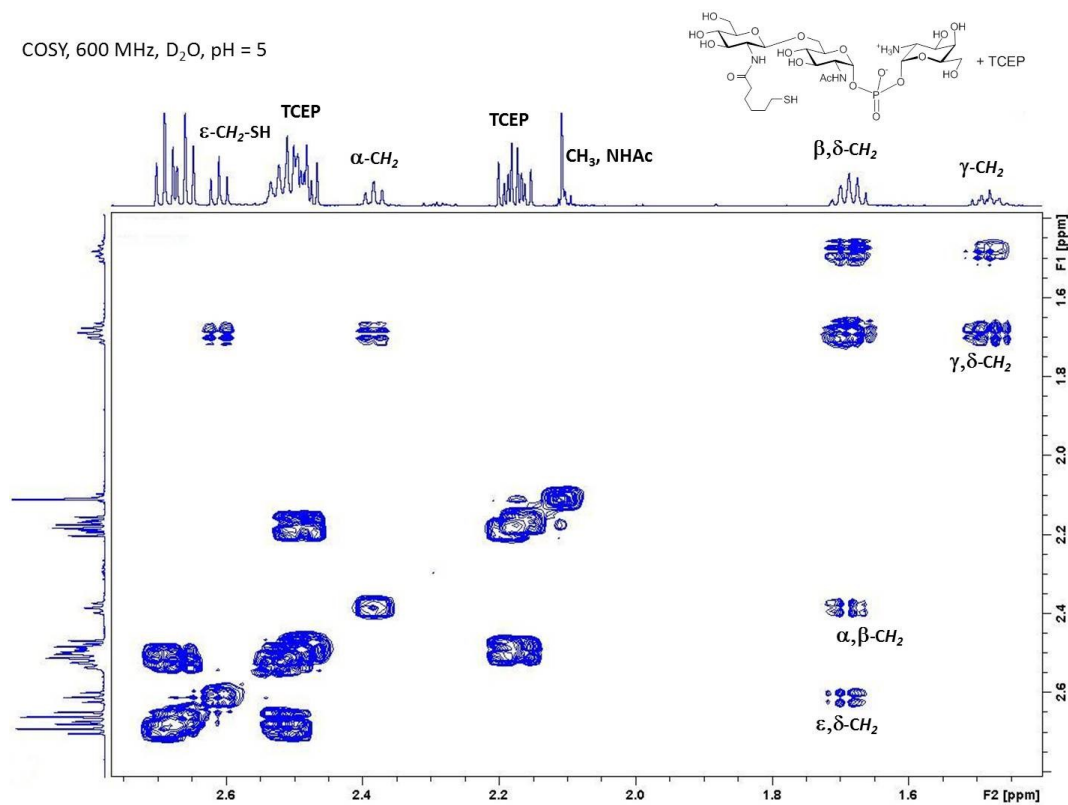 COSY, 600 MHz, D₂O, pH = 5
HO
HO
HO
O
O
NH
O
SH
HO
HO
O
AcHN
O
P
O⁻
O
O
⁺H₃N
HO
OH
O
HO
+ TCEP
ε-CH₂-SH
TCEP
α-CH₂
TCEP
CH₃, NHAc
β,δ-CH₂
γ-CH₂
γ,δ-CH₂
α,β-CH₂
ε,δ-CH₂
1.6
1.8
2.0
2.2
2.4
2.6
F1 [ppm]
2.6
2.4
2.2
2.0
1.8
1.6
F2 [ppm]